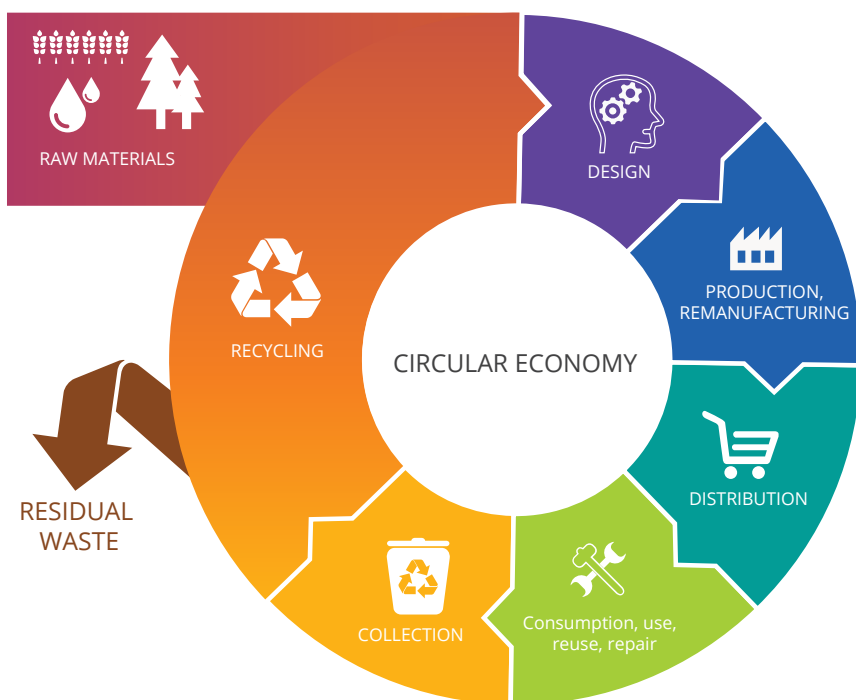 RAW MATERIALS
DESIGN
PRODUCTION,
REMANUFACTURING
RECYCLING
CIRCULAR ECONOMY
DISTRIBUTION
RESIDUAL
WASTE
Consumption, use,
reuse, repair
COLLECTION